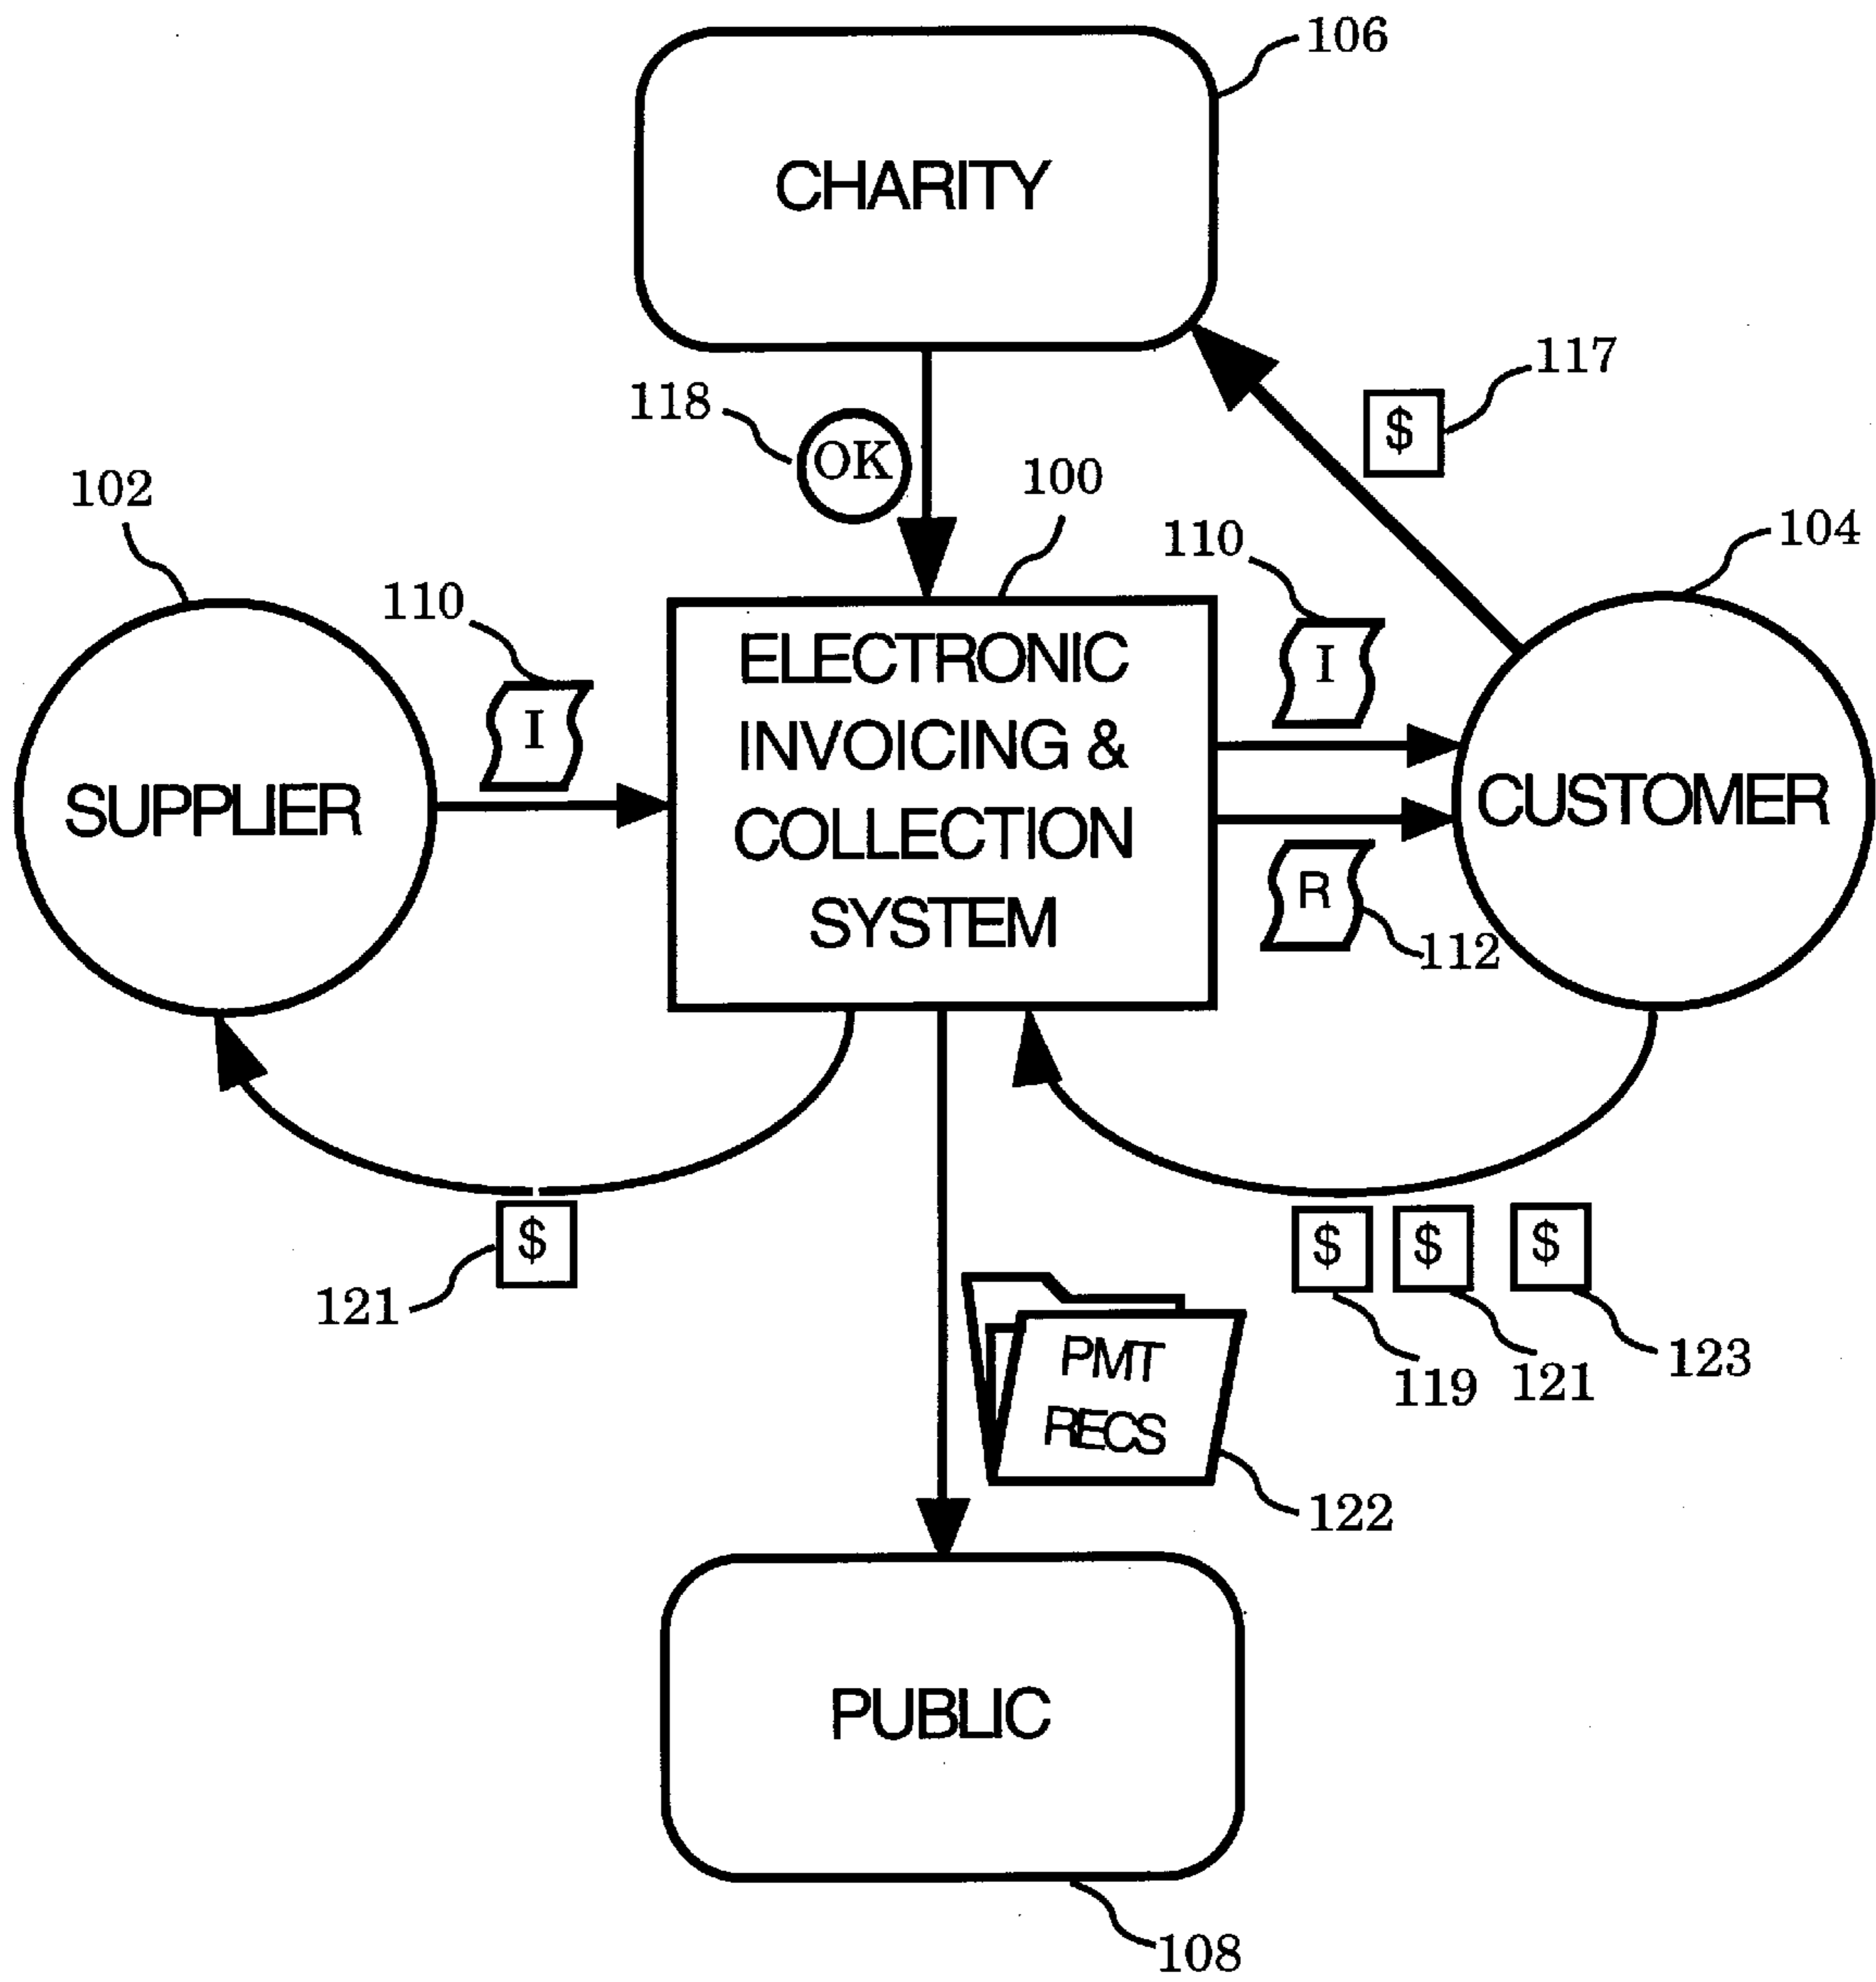 106
CHARITY
117
$
118
OK
102
100
104
110
110
I
I
ELECTRONIC
INVOICING &
COLLECTION
SYSTEM
SUPPLIER
CUSTOMER
R
112
$
121
$
$
$
119
121
123
PMT
RECS
122
PUBLIC
108